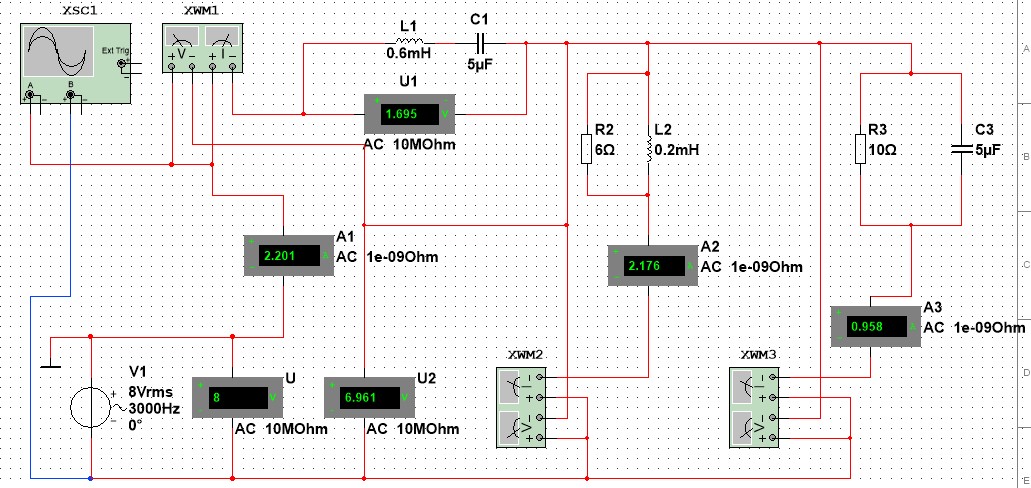 XSC1
XWM1
Ext Trig
A
B
V
I
L1
0.6mH
C1
5µF
U1
1.695 V
AC 10MOhm
R2
6Ω
L2
0.2mH
R3
10Ω
C3
5µF
A1
2.201 A
AC 1e-09Ohm
A2
2.176 A
AC 1e-09Ohm
A3
0.958 A
AC 1e-09Ohm
V1
8Vrms
3000Hz
0°
U
8 V
AC 10MOhm
U2
6.961 V
AC 10MOhm
XWM2
I
V
XWM3
I
V
A
B
C
D
E